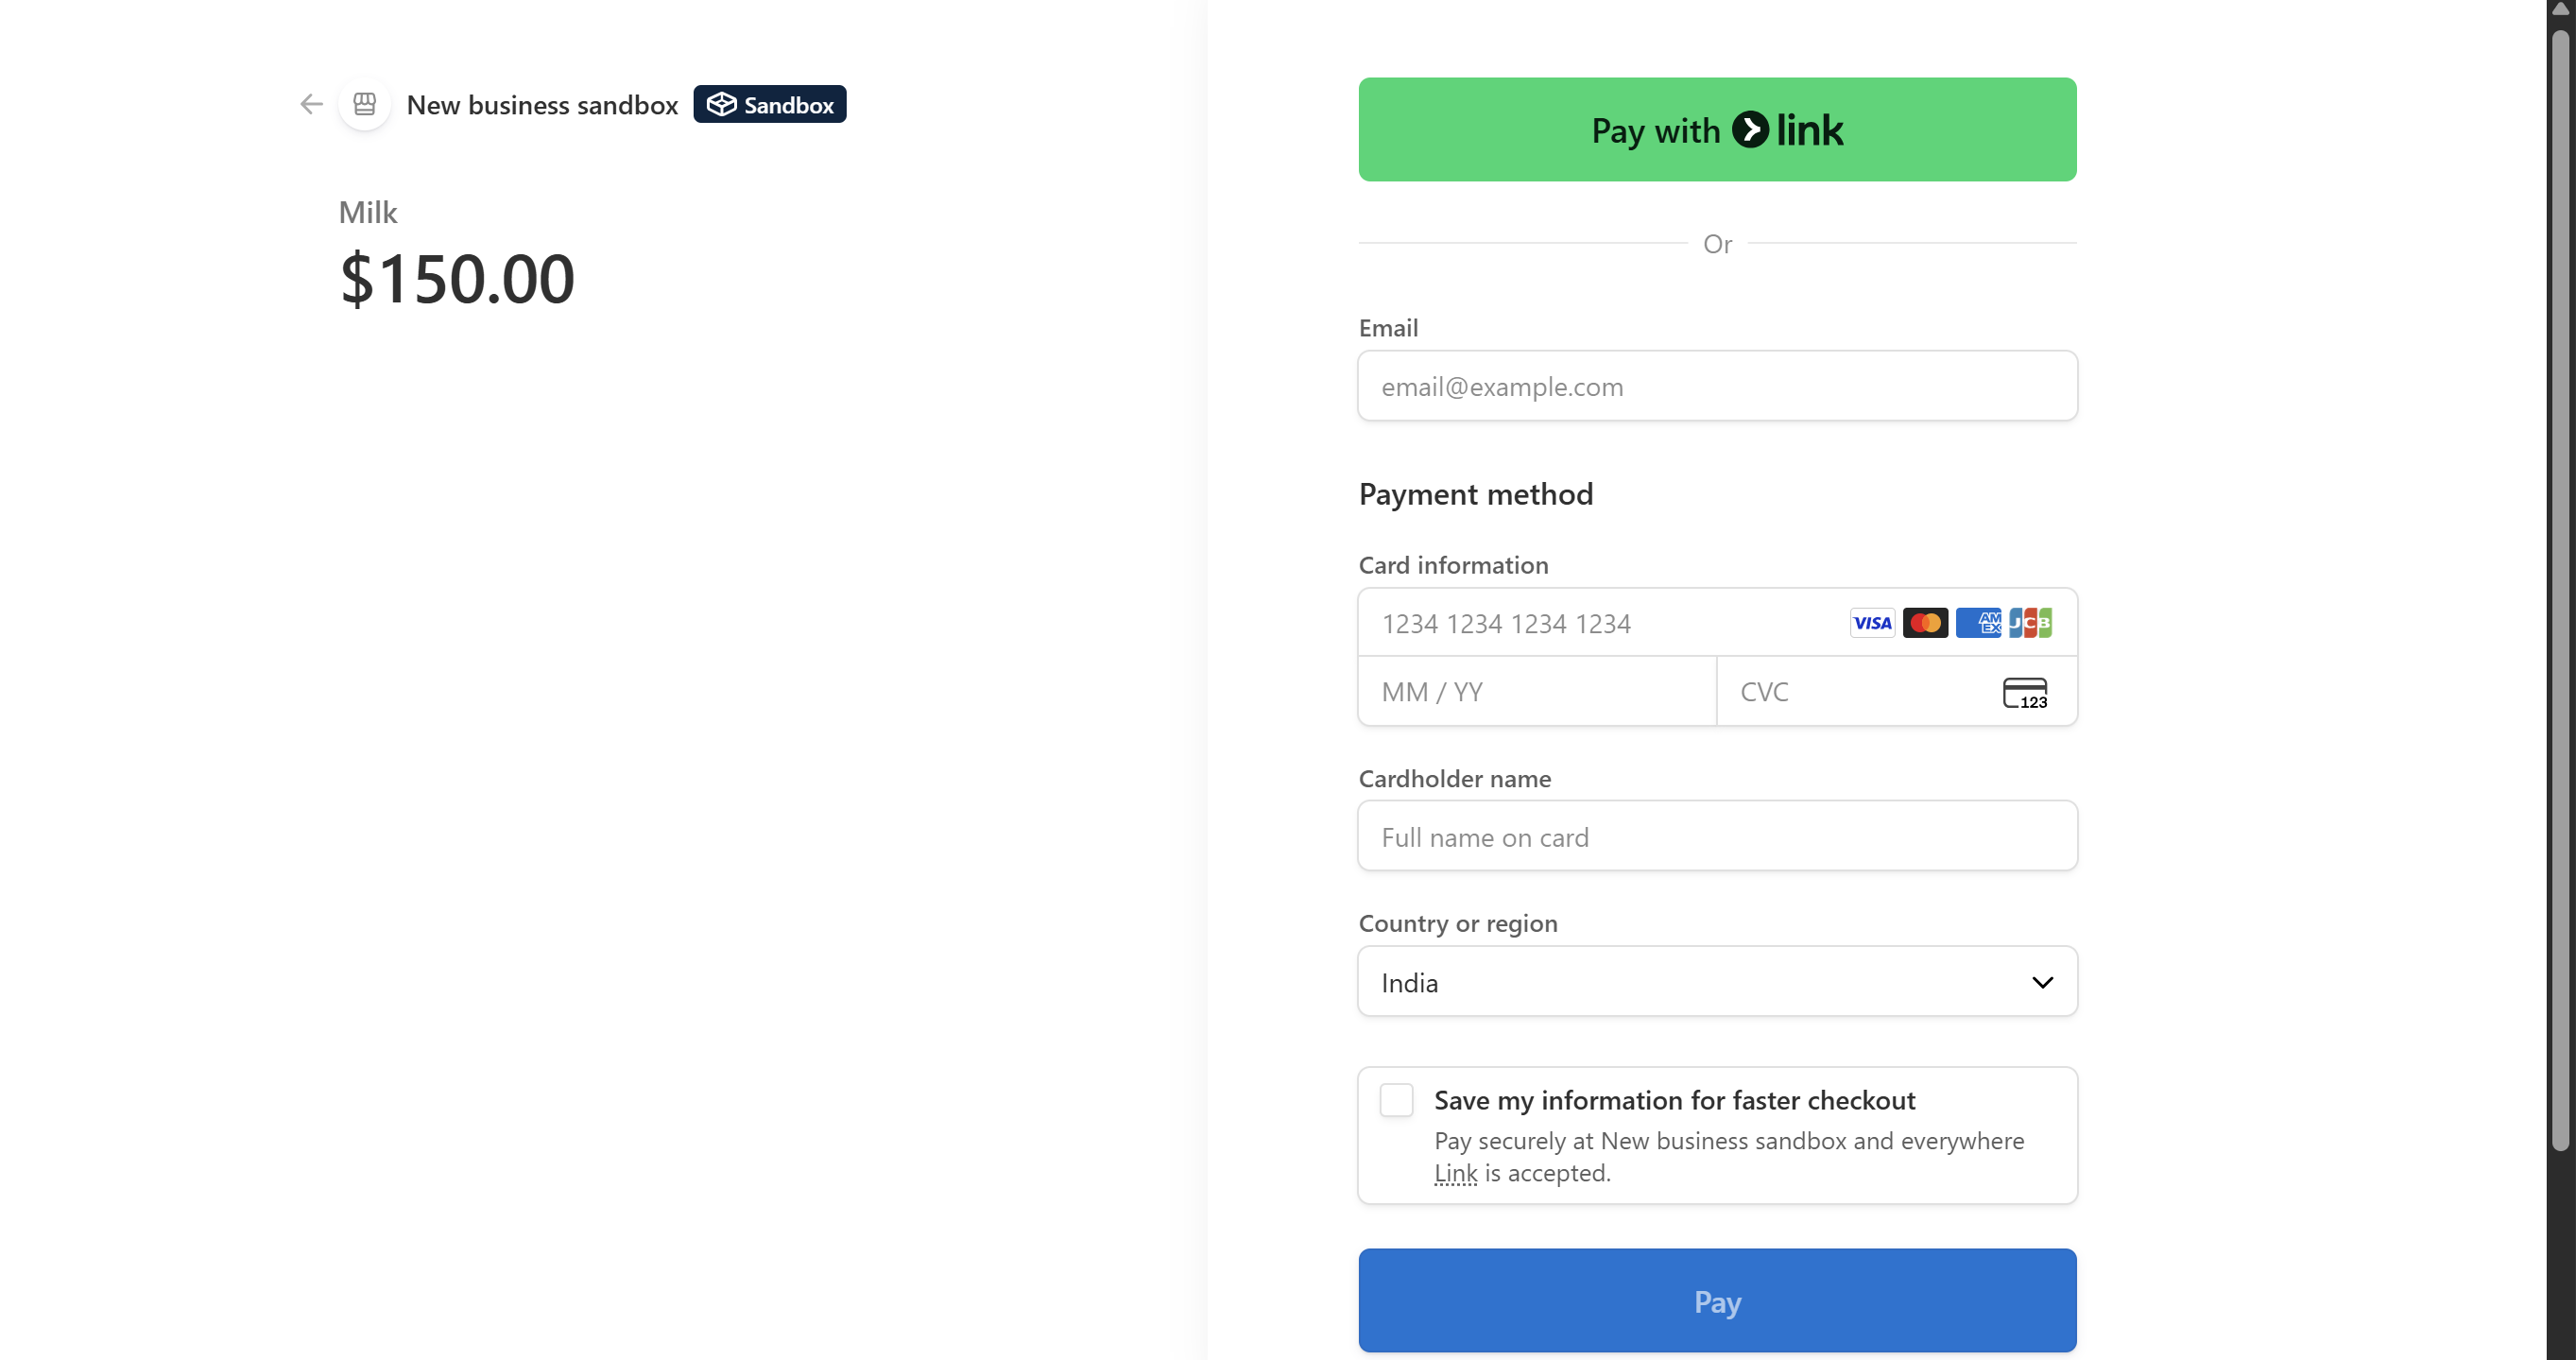 New business sandbox Sandbox
Milk
$150.00
Pay with link
Or
Email
email@example.com
Payment method
Card information
1234 1234 1234 1234 VISA AM EX JCB
MM / YY CVC 123
Cardholder name
Full name on card
Country or region
India
Save my information for faster checkout
Pay securely at New business sandbox and everywhere
Link is accepted.
Pay